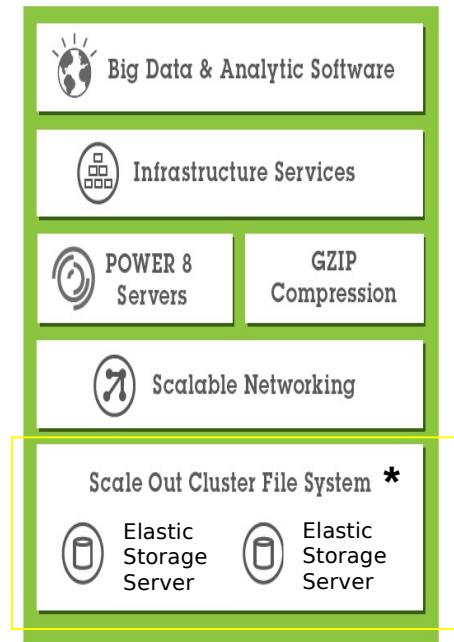 Big Data & Analytic Software
Infrastructure Services
POWER 8
Servers
GZIP
Compression
Scalable Networking
Scale Out Cluster File System *
Elastic
Storage
Server
Elastic
Storage
Server